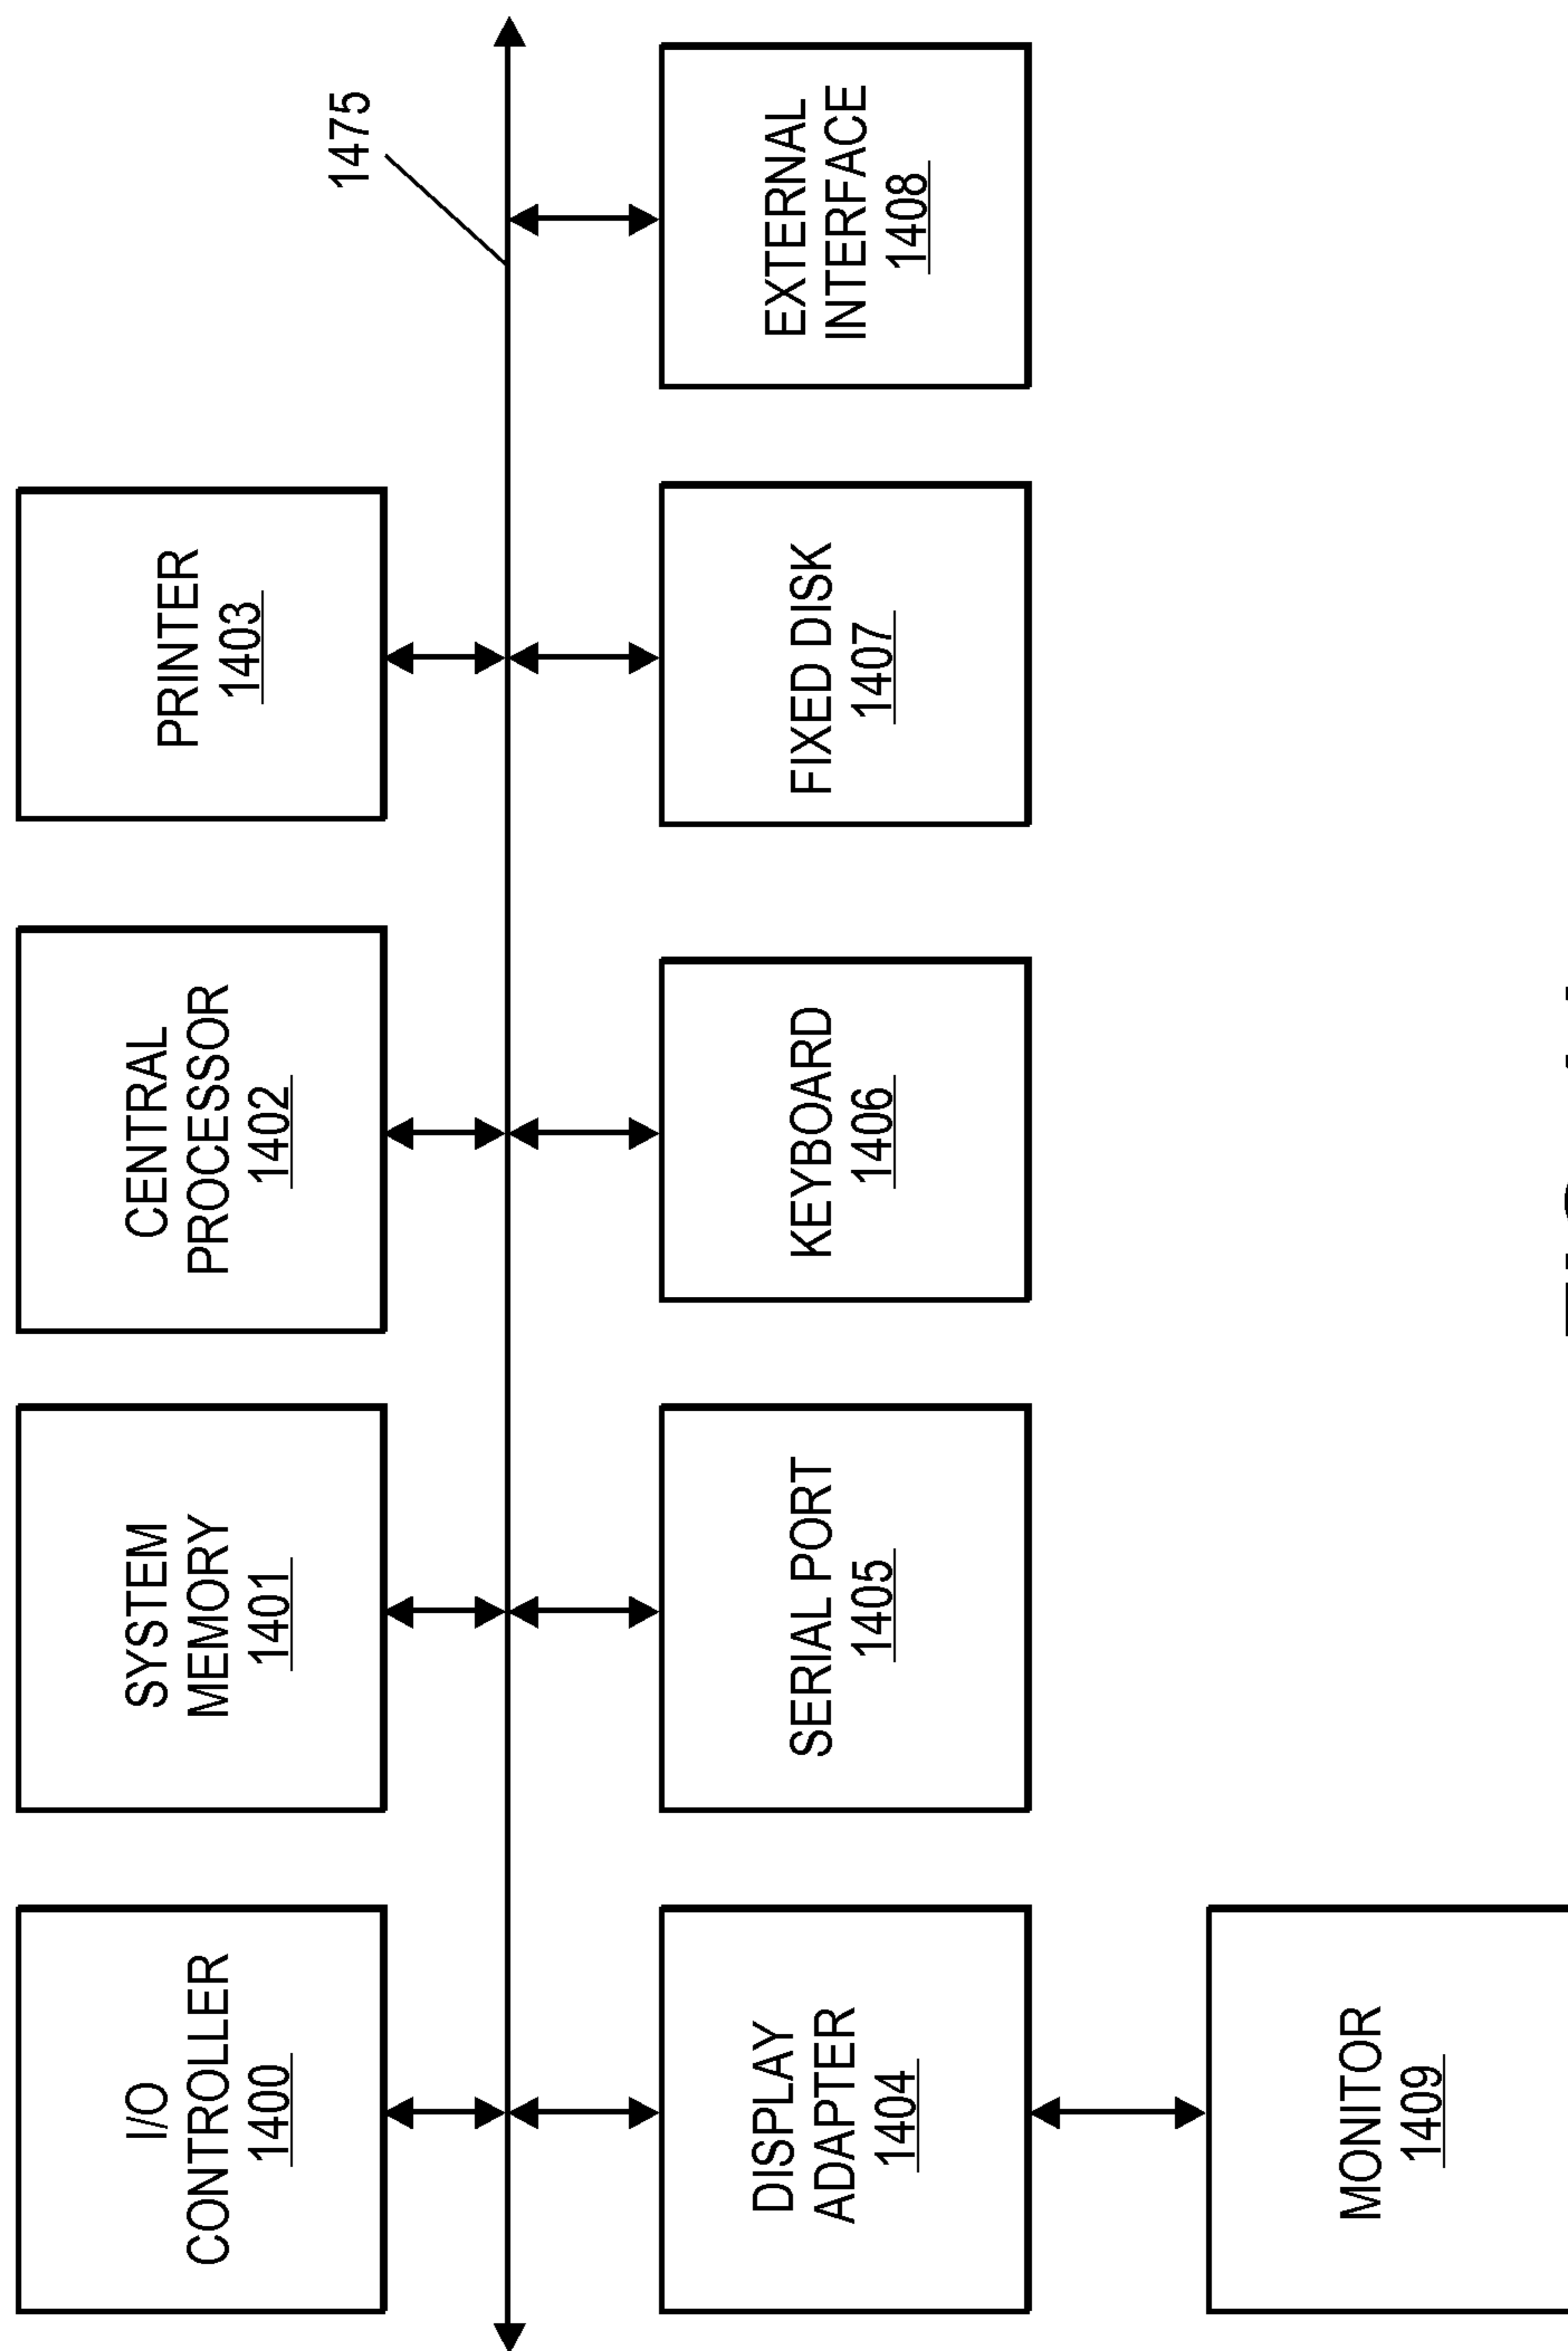 I/O
CONTROLLER
1400
SYSTEM
MEMORY
1401
CENTRAL
PROCESSOR
1402
PRINTER
1403
1475
DISPLAY
ADAPTER
1404
SERIAL PORT
1405
KEYBOARD
1406
FIXED DISK
1407
EXTERNAL
INTERFACE
1408
MONITOR
1409